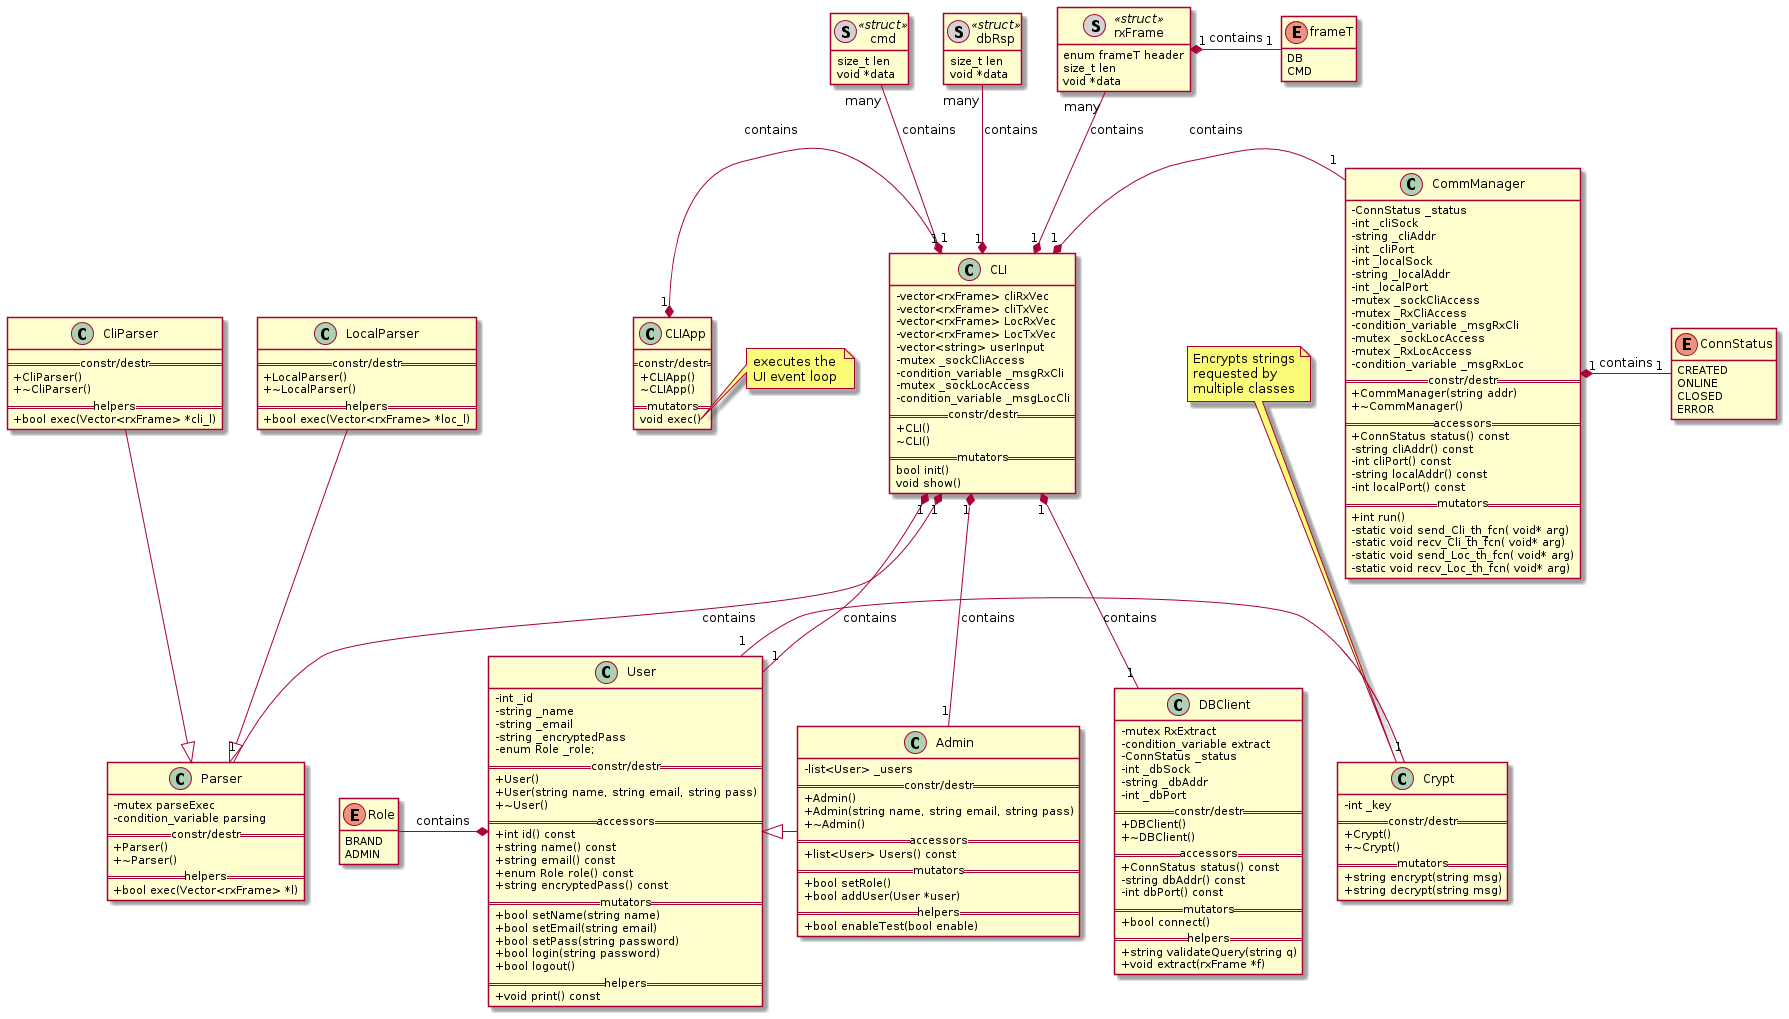 S «struct»
cmd
size_t len
void *data
S «struct»
dbRsp
size_t len
void *data
S «struct»
rxFrame
enum frameT header
size_t len
void *data
1 contains 1
E frameT
DB
CMD
many
many
many
contains
contains
contains
contains
contains
1
1
1
1
1
1
1
C CommManager
-ConnStatus _status
-int _cliSock
-string _cliAddr
-int _cliPort
-int _localSock
-string _localAddr
-int _localPort
-mutex _sockCliAccess
-mutex _RxCliAccess
-condition_variable _msgRxCli
-mutex _sockLocAccess
-mutex _RxLocAccess
-condition_variable _msgRxLoc
constr/destr
+CommManager(string addr)
+~CommManager()
accessors
+ConnStatus status() const
-string cliAddr() const
-int cliPort() const
-string localAddr() const
-int localPort() const
mutators
+int run()
-static void send_Cli_th_fcn( void* arg)
-static void recv_Cli_th_fcn( void* arg)
-static void send_Loc_th_fcn( void* arg)
-static void recv_Loc_th_fcn( void* arg)
1 contains 1
E ConnStatus
CREATED
ONLINE
CLOSED
ERROR
C CLI
-vector<rxFrame> cliRxVec
-vector<rxFrame> cliTxVec
-vector<rxFrame> LocRxVec
-vector<rxFrame> LocTxVec
-vector<string> userInput
-mutex _sockCliAccess
-condition_variable _msgRxCli
-mutex _sockLocAccess
-condition_variable _msgLocCli
constr/destr
+CLI()
~CLI()
mutators
bool init()
void show()
C CliParser
constr/destr
+CliParser()
+~CliParser()
helpers
+bool exec(Vector<rxFrame> *cli_l)
C LocalParser
constr/destr
+LocalParser()
+~LocalParser()
helpers
+bool exec(Vector<rxFrame> *loc_l)
C CLIApp
constr/destr
+CLIApp()
~CLIApp()
mutators
void exec()
executes the
UI event loop
Encrypts strings
requested by
multiple classes
1
1
1
1
contains
contains
contains
contains
1
1
1
1
1
1
C Parser
-mutex parseExec
-condition_variable parsing
constr/destr
+Parser()
+~Parser()
helpers
+bool exec(Vector<rxFrame> *l)
E Role
BRAND
ADMIN
contains
C User
-int _id
-string _name
-string _email
-string _encryptedPass
-enum Role _role;
constr/destr
+User()
+User(string name, string email, string pass)
+~User()
accessors
+int id() const
+string name() const
+string email() const
+enum Role role() const
+string encryptedPass() const
mutators
+bool setName(string name)
+bool setEmail(string email)
+bool setPass(string password)
+bool login(string password)
+bool logout()
helpers
+void print() const
C Admin
-list<User> _users
constr/destr
+Admin()
+Admin(string name, string email, string pass)
+~Admin()
accessors
+list<User> Users() const
mutators
+bool setRole()
+bool addUser(User *user)
helpers
+bool enableTest(bool enable)
C DBClient
-mutex RxExtract
-condition_variable extract
-ConnStatus _status
-int _dbSock
-string _dbAddr
-int _dbPort
constr/destr
+DBClient()
+~DBClient()
accessors
+ConnStatus status() const
-string dbAddr() const
-int dbPort() const
mutators
+bool connect()
helpers
+string validateQuery(string q)
+void extract(rxFrame *f)
C Crypt
-int _key
constr/destr
+Crypt()
+~Crypt()
mutators
+string encrypt(string msg)
+string decrypt(string msg)